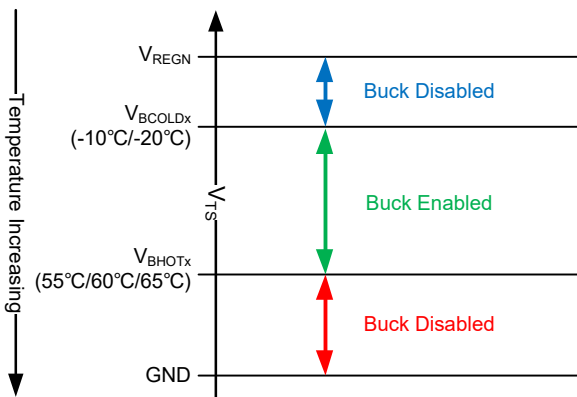 Temperature Increasing
V_REGN
Buck Disabled
V_BCOLDx
(-10°C/-20°C)
V_TS
Buck Enabled
V_BHOTx
(55°C/60°C/65°C)
Buck Disabled
GND